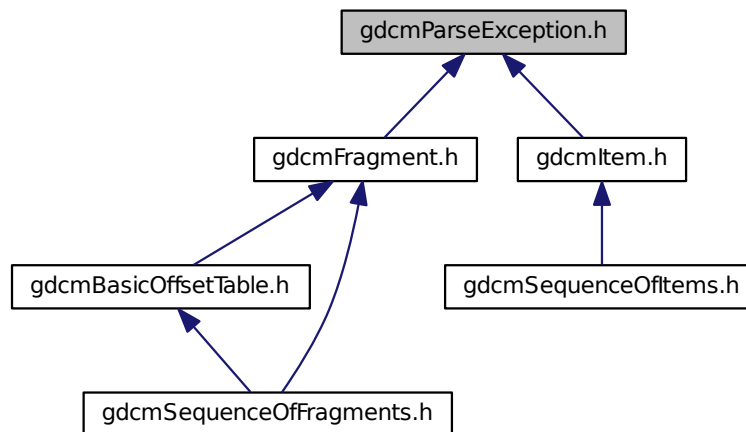 gdcmParseException.h
gdcmFragment.h
gdcmItem.h
gdcmBasicOffsetTable.h
gdcmSequenceOfItems.h
gdcmSequenceOfFragments.h